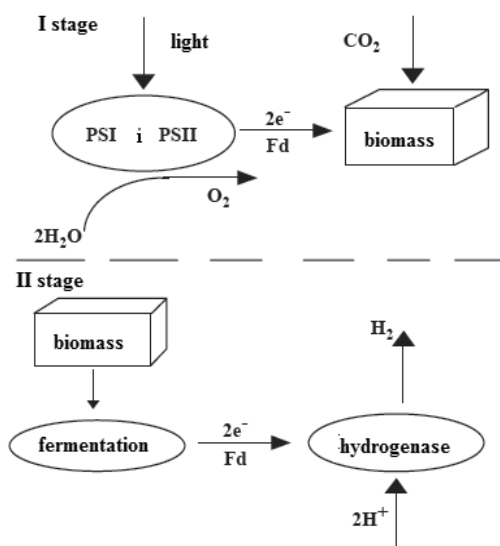 I stage
light
CO₂
PSI i PSII
2e⁻
Fd
biomass
O₂
2H₂O
II stage
biomass
H₂
fermentation
2e⁻
Fd
hydrogenase
2H⁺